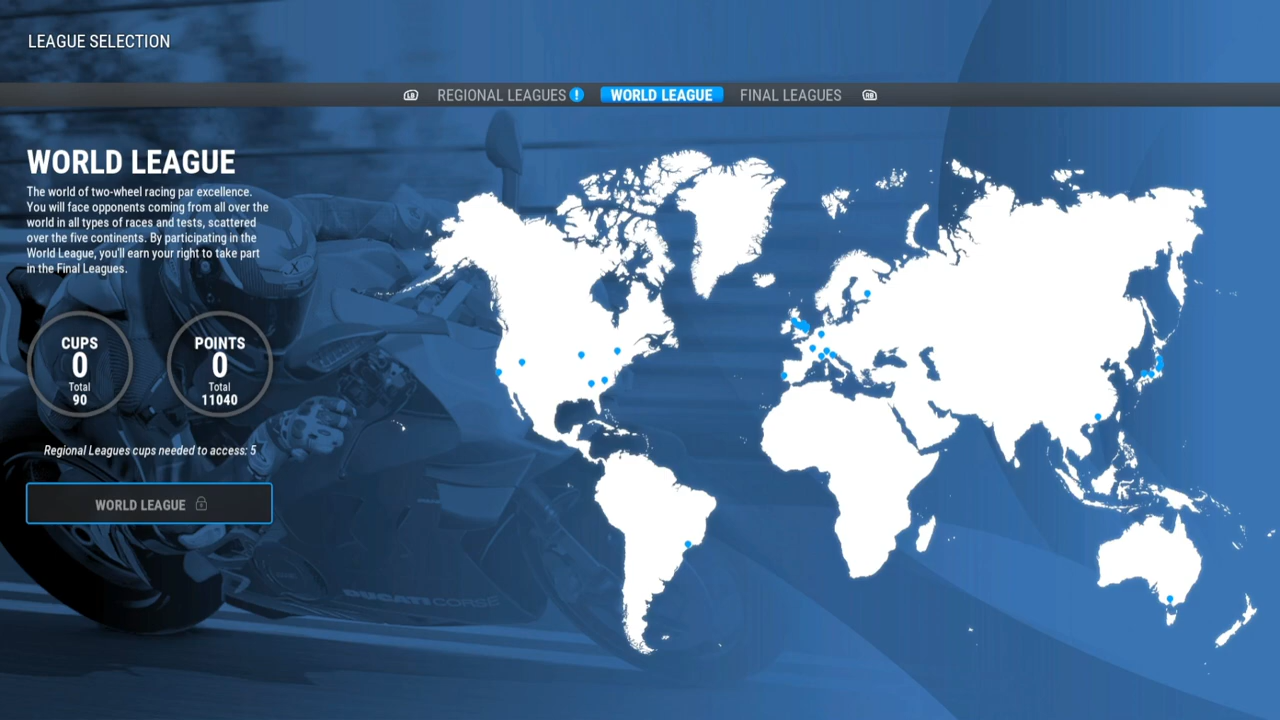 LEAGUE SELECTION
LB
REGIONAL LEAGUES !
WORLD LEAGUE
FINAL LEAGUES
RB
WORLD LEAGUE
The world of two-wheel racing par excellence.
You will face opponents coming from all over the
world in all types of races and tests, scattered
over the five continents. By participating in the
World League, you'll earn your right to take part
in the Final Leagues.
CUPS
0
Total
90
POINTS
0
Total
11040
Regional Leagues cups needed to access: 5
WORLD LEAGUE
DUCATI CORSE